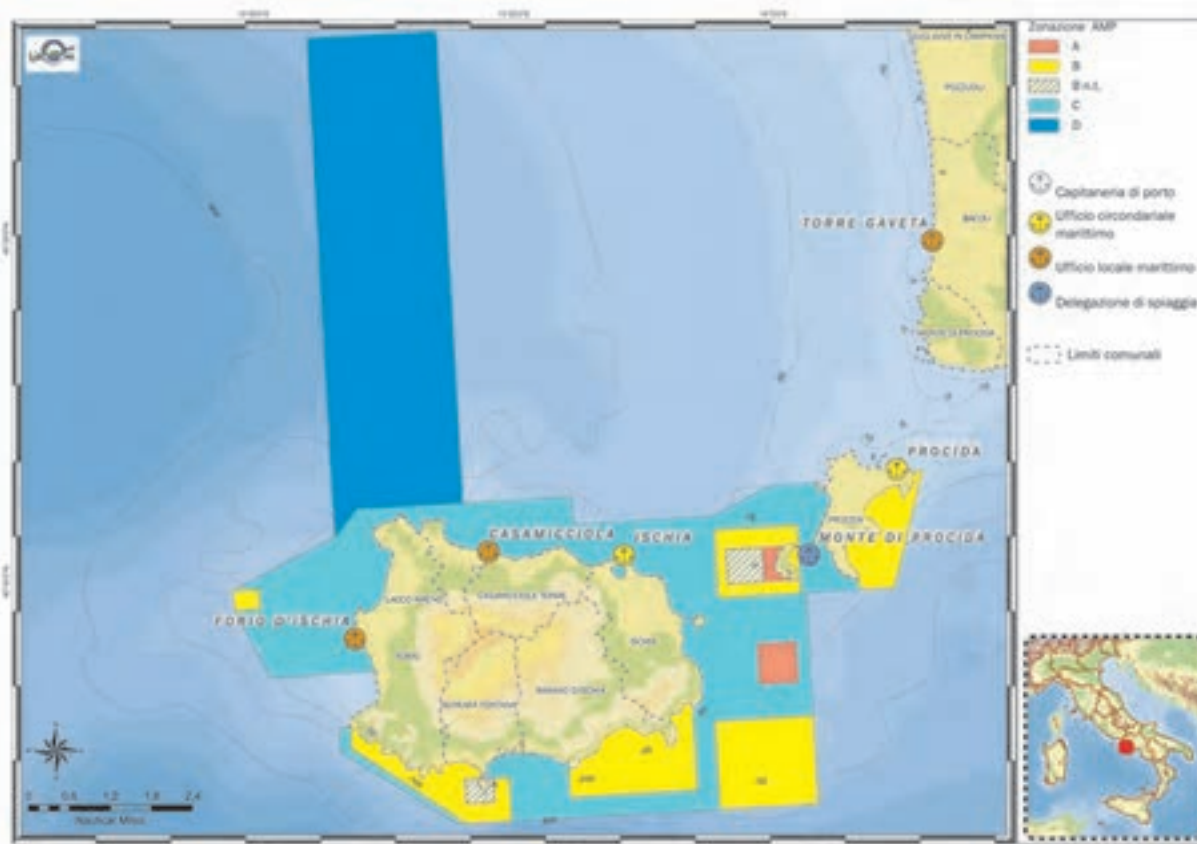 Zonazione AMP
A
B
B n.t.
C
D
Capitaneria di porto
Ufficio circondariale
marittimo
Ufficio locale marittimo
Delegazione di spiaggia
Limiti comunali
POZZUOLI
TORRE GAVETA
BACOLI
MONTE DI PROCIDA
PROCIDA
PROCIDA
CASAMICCIOLA
ISCHIA
MONTE DI PROCIDA
LACCO AMENO
CASAMICCIOLA TERME
FORIO D'ISCHIA
FORIO
ISCHIA
BARANO D'ISCHIA
SERRARA FONTANA
0 0,6 1,2 1,8 2,4
Nautical Miles